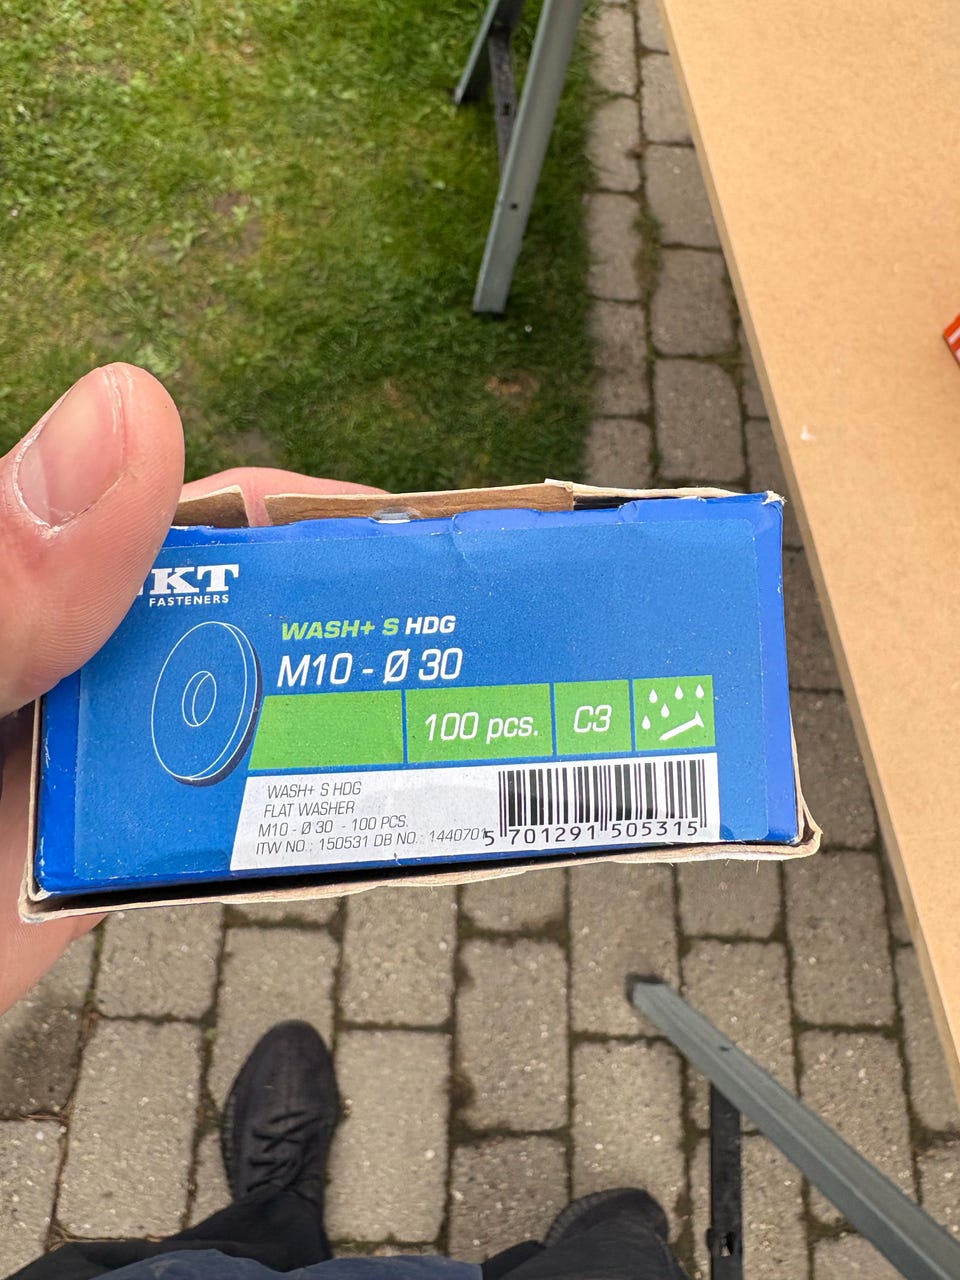 KT
FASTENERS
WASH+ S HDG
M10 - Ø 30
100 pcs.
C3
WASH+ S HDG
FLAT WASHER
M10 - Ø 30 - 100 PCS.
ITW NO.: 150531 DB NO.: 1440701
5 701291 505315